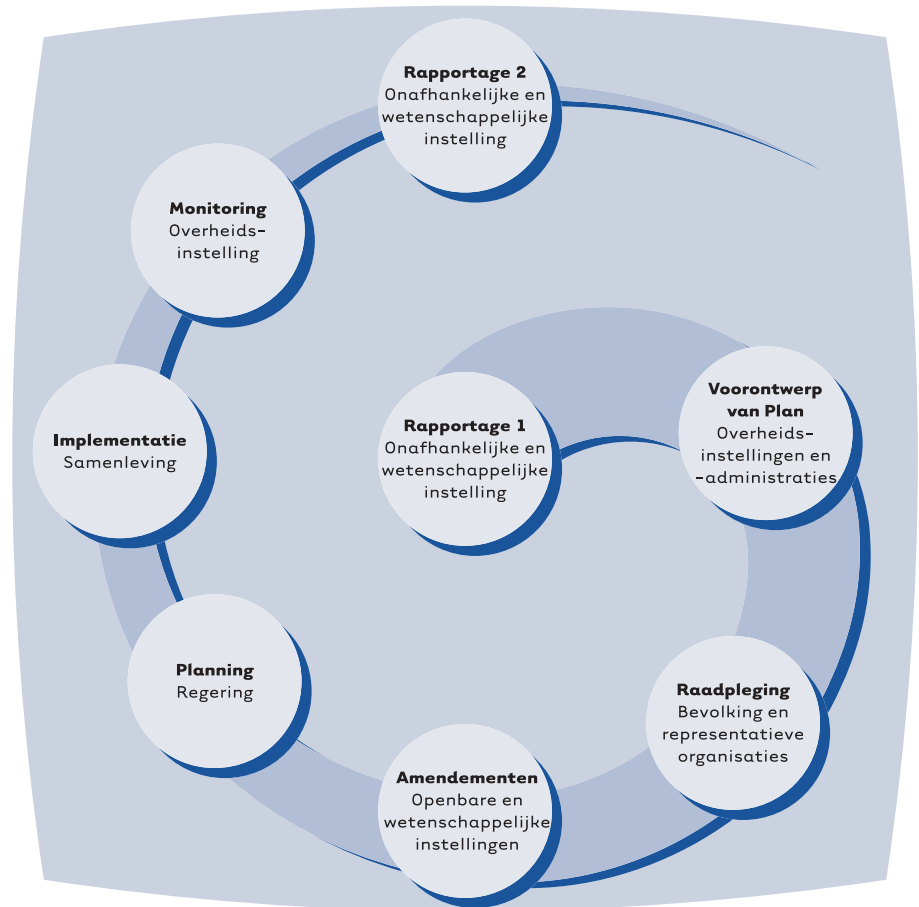 Rapportage 2
Onafhankelijke en
wetenschappelijke
instelling
Monitoring
Overheids-
instelling
Implementatie
Samenleving
Rapportage 1
Onafhankelijke en
wetenschappelijke
instelling
Voorontwerp
van Plan
Overheids-
instellingen en
-administraties
Planning
Regering
Raadpleging
Bevolking en
representatieve
organisaties
Amendementen
Openbare en
wetenschappelijke
instellingen